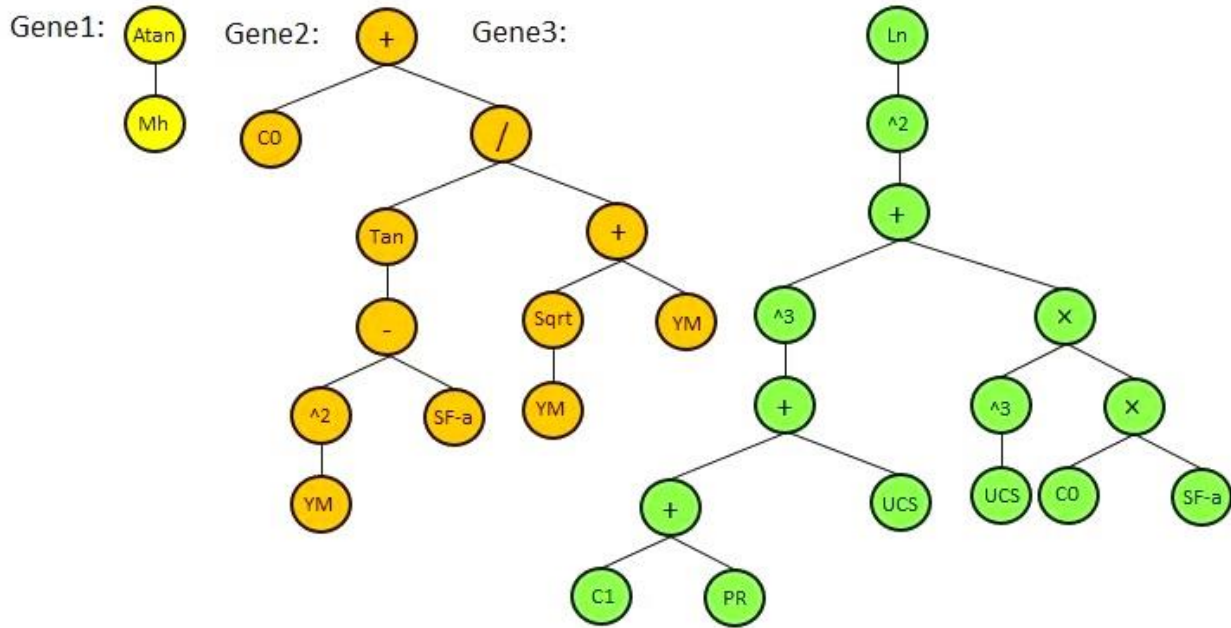 Gene1: Atan Gene2: + Gene3: Ln
Mh C0 / ^2
Tan + +
- Sqrt YM ^3 ×
^2 SF-a YM + ^3 ×
YM + UCS UCS C0 SF-a
C1 PR